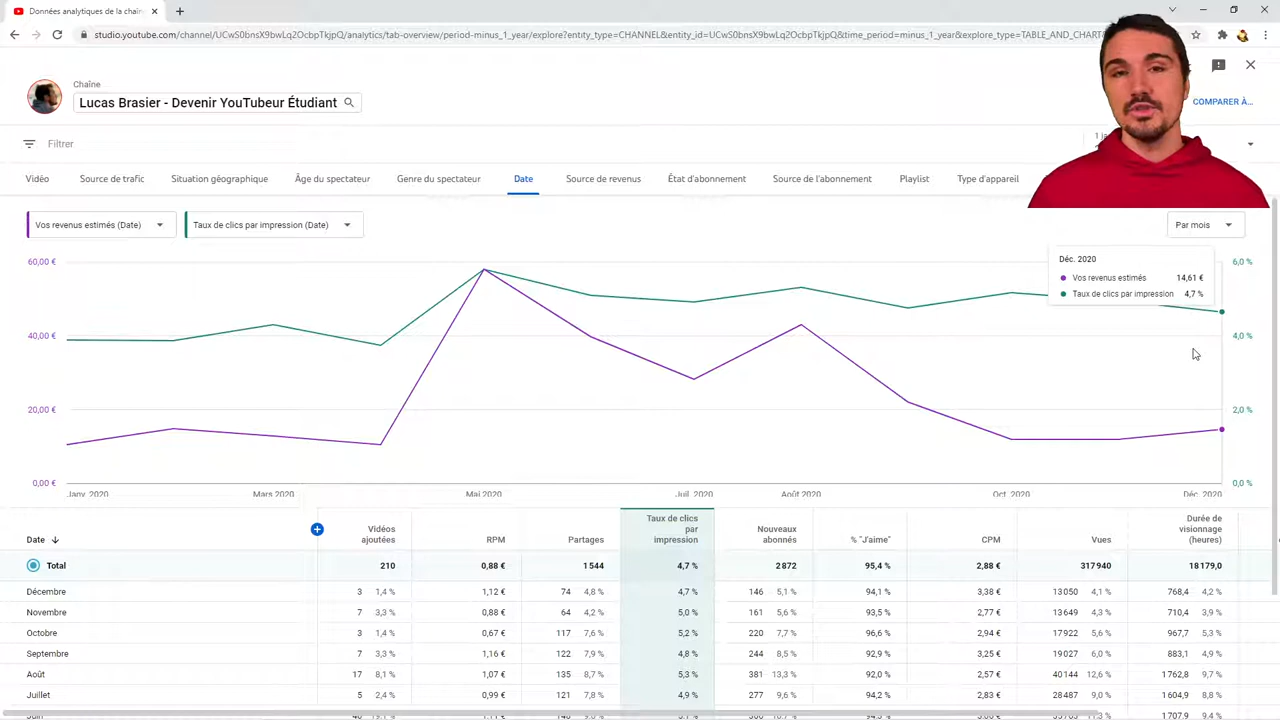 Données analytiques de la chaîn
studio.youtube.com/channel/UCwS0bnsX9bwLq2OcbpTkjpQ/analytics/tab-overview/period-minus_1_year/explore?entity_type=CHANNEL&entity_id=UCwS0bnsX9bwLq2OcbpTkjpQ&time_period=minus_1_year&explore_type=TABLE_AND_CHART
Chaîne
Lucas Brasier - Devenir YouTubeur Étudiant
COMPARER À...
Filtrer
Vidéo Source de trafic Situation géographique Âge du spectateur Genre du spectateur Date Source de revenus État d'abonnement Source de l'abonnement Playlist Type d'appareil
Vos revenus estimés (Date) Taux de clics par impression (Date) Par mois
60,00 € 6,0 %
Déc. 2020
Vos revenus estimés 14,61 €
Taux de clics par impression 4,7 %
40,00 € 4,0 %
20,00 € 2,0 %
0,00 € 0,0 %
Janv. 2020 Mars 2020 Mai 2020 Juil. 2020 Août 2020 Oct. 2020 Déc. 2020
Date Vidéos ajoutées RPM Partages Taux de clics par impression Nouveaux abonnés % "J'aime" CPM Vues Durée de visionnage (heures)
Total 210 0,88 € 1 544 4,7 % 2 872 95,4 % 2,88 € 317 940 18 179,0
Décembre 3 1,4 % 1,12 € 74 4,8 % 4,7 % 146 5,1 % 94,1 % 3,38 € 13 050 4,1 % 768,4 4,2 %
Novembre 7 3,3 % 0,88 € 64 4,2 % 5,0 % 161 5,6 % 93,5 % 2,77 € 13 649 4,3 % 710,4 3,9 %
Octobre 3 1,4 % 0,67 € 117 7,6 % 5,2 % 220 7,7 % 96,6 % 2,94 € 17 922 5,6 % 967,7 5,3 %
Septembre 7 3,3 % 1,16 € 122 7,9 % 4,8 % 244 8,5 % 92,9 % 3,25 € 19 027 6,0 % 883,1 4,9 %
Août 17 8,1 % 1,07 € 135 8,7 % 5,3 % 381 13,3 % 92,0 % 2,57 € 40 144 12,6 % 1 762,8 9,7 %
Juillet 5 2,4 % 0,99 € 121 7,8 % 4,9 % 277 9,6 % 94,2 % 2,83 € 28 487 9,0 % 1 604,9 8,8 %